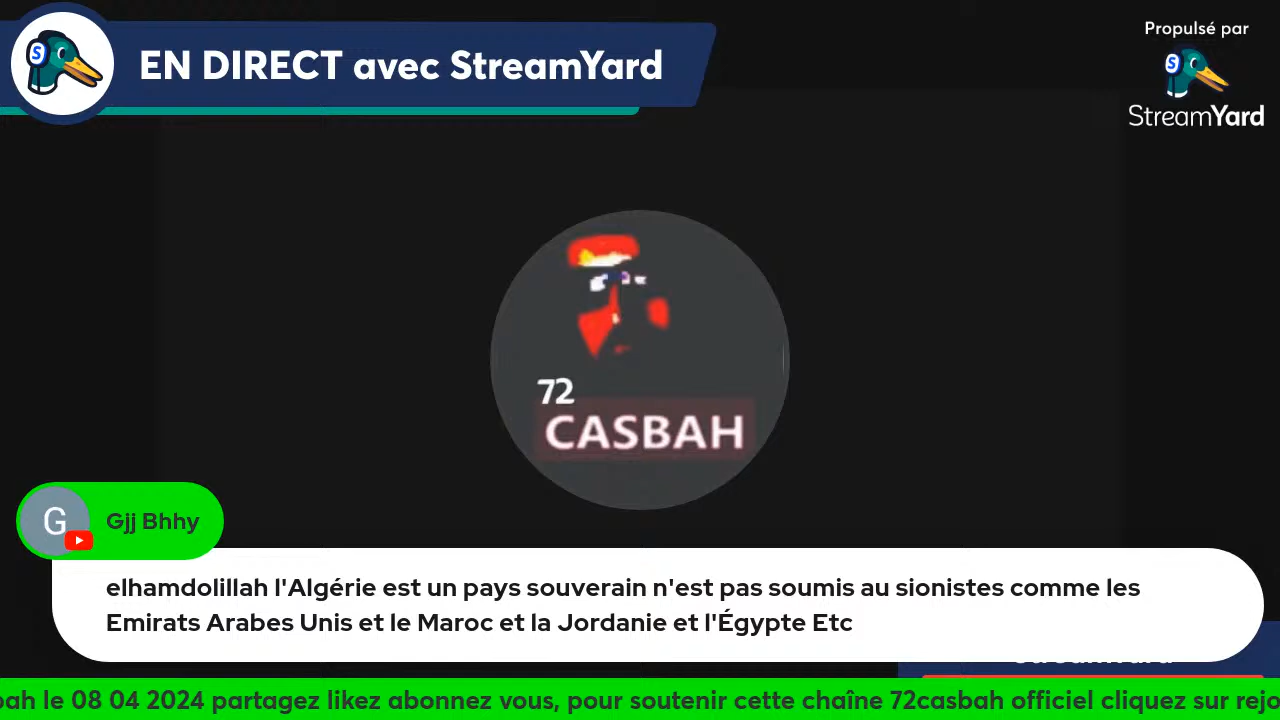 EN DIRECT avec StreamYard
Propulsé par
StreamYard
72
CASBAH
G
Gjj Bhhy
elhamdolillah l'Algérie est un pays souverain n'est pas soumis au sionistes comme les
Emirats Arabes Unis et le Maroc et la Jordanie et l'Égypte Etc
le 08 04 2024 partagez likez abonnez vous, pour soutenir cette chaîne 72casbah officiel cliquez sur